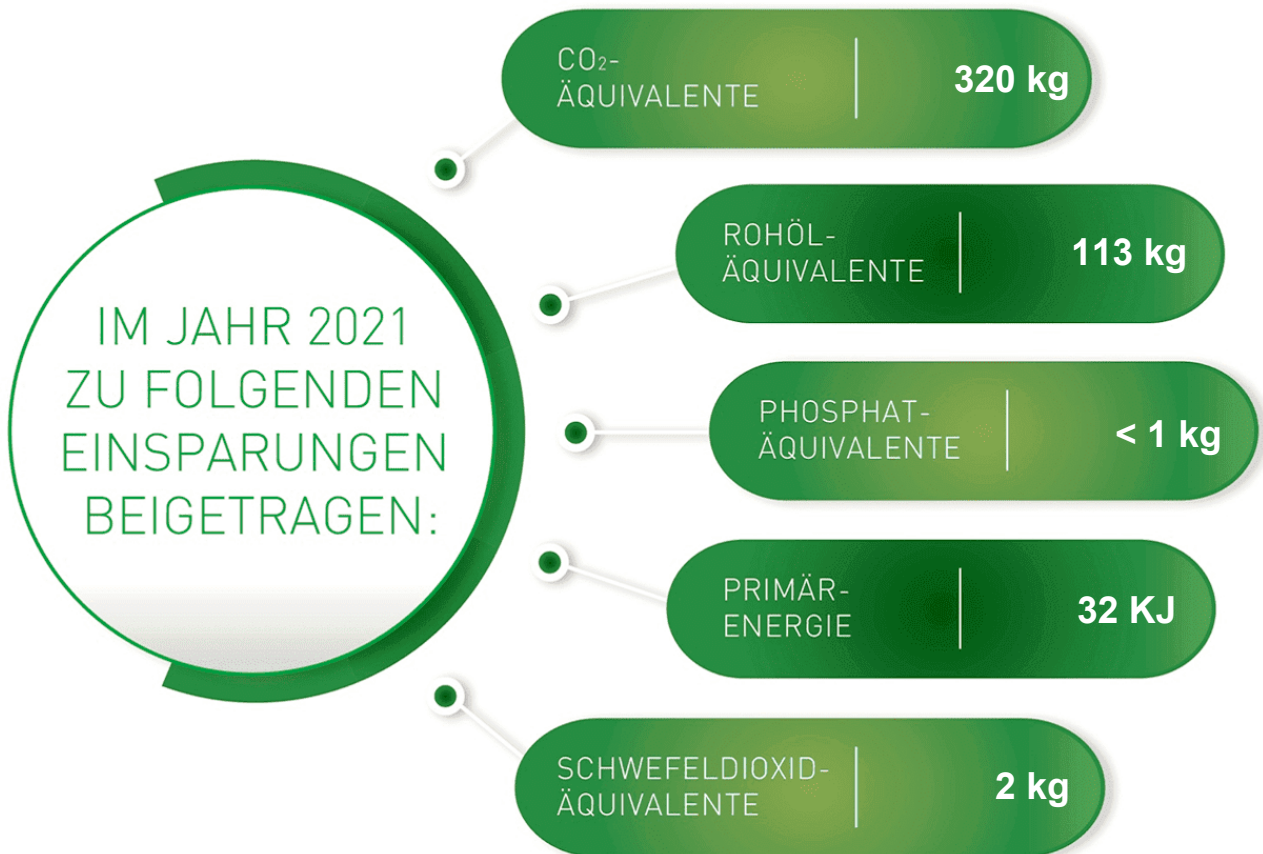 IM JAHR 2021
ZU FOLGENDEN
EINSPARUNGEN
BEIGETRAGEN:
CO₂-
ÄQUIVALENTE
320 kg
ROHÖL-
ÄQUIVALENTE
113 kg
PHOSPHAT-
ÄQUIVALENTE
< 1 kg
PRIMÄR-
ENERGIE
32 KJ
SCHWEFELDIOXID-
ÄQUIVALENTE
2 kg